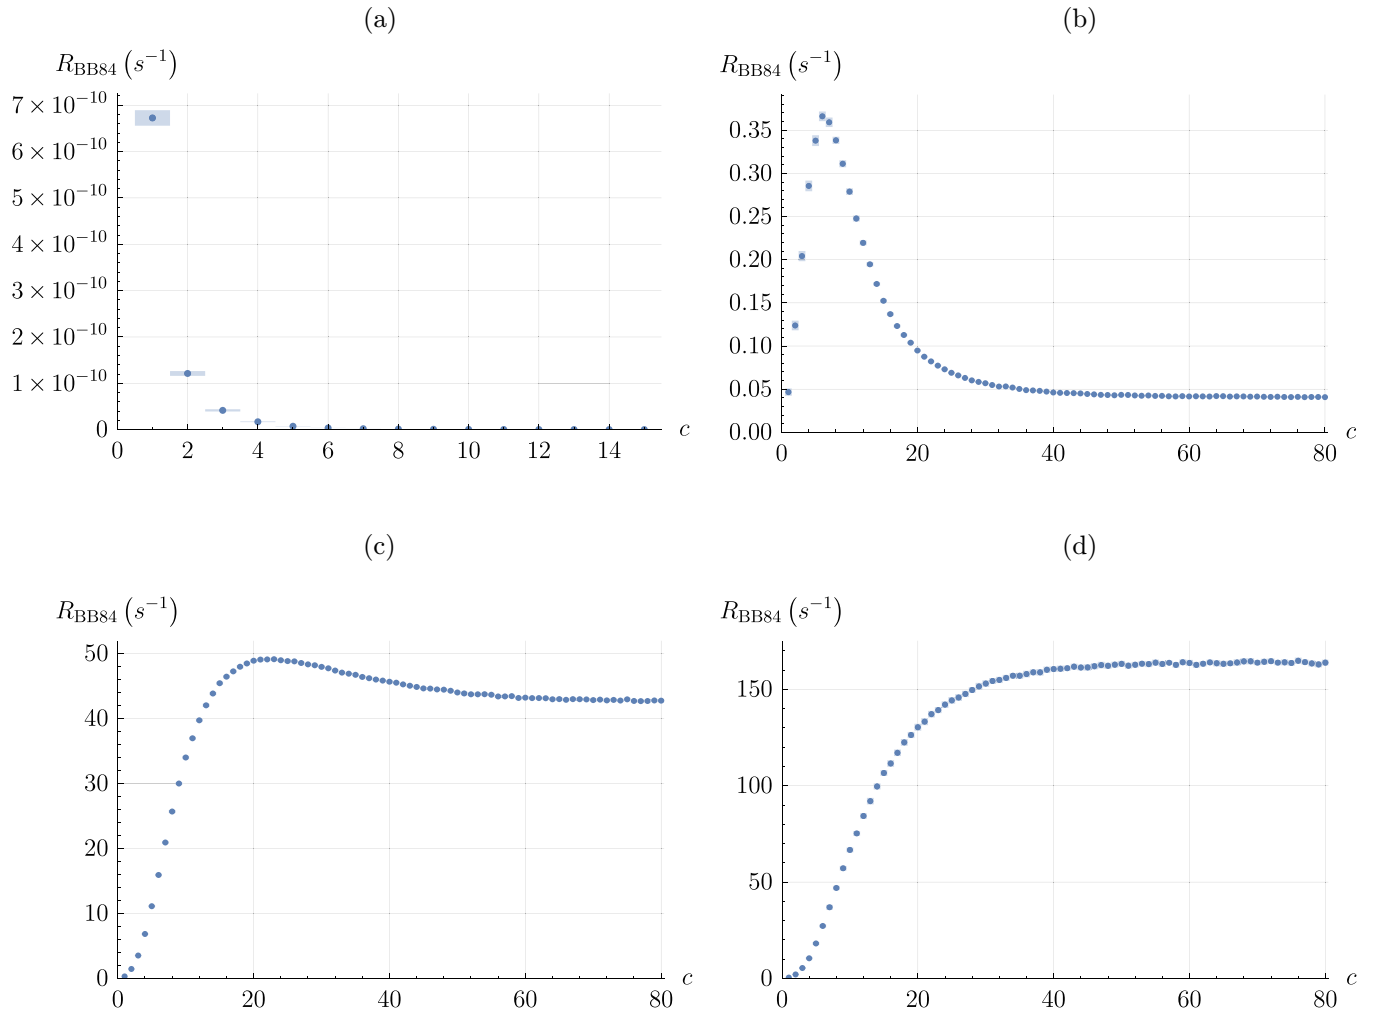 (a)
R_BB84 (s^−1)
7 × 10^−10
6 × 10^−10
5 × 10^−10
4 × 10^−10
3 × 10^−10
2 × 10^−10
1 × 10^−10
0
0 2 4 6 8 10 12 14
c
(b)
R_BB84 (s^−1)
0.35
0.30
0.25
0.20
0.15
0.10
0.05
0.00
0 20 40 60 80
c
(c)
R_BB84 (s^−1)
50
40
30
20
10
0
0 20 40 60 80
c
(d)
R_BB84 (s^−1)
150
100
50
0
0 20 40 60 80
c